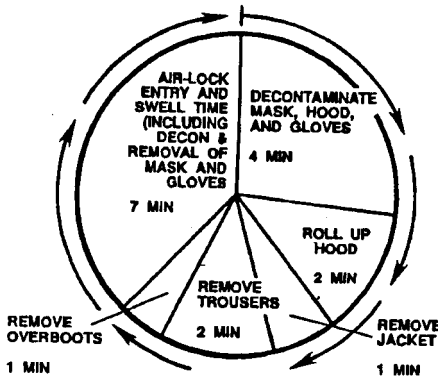 DECONTAMINATE
MASK, HOOD,
AND GLOVES
4 MIN
ROLL UP
HOOD
2 MIN
REMOVE
JACKET
1 MIN
REMOVE
TROUSERS
2 MIN
REMOVE
OVERBOOTS
1 MIN
AIR-LOCK
ENTRY AND
SWELL TIME
(INCLUDING
DECON &
REMOVAL OF
MASK AND
GLOVES
7 MIN